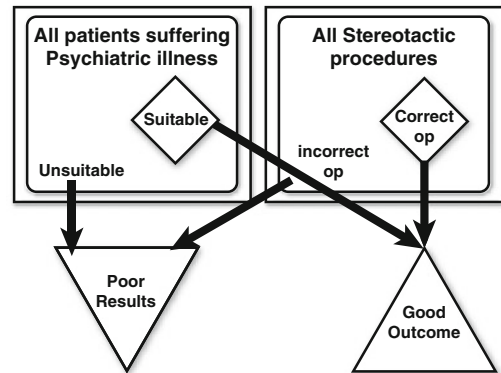 All patients suffering
Psychiatric illness
Suitable
Unsuitable
All Stereotactic
procedures
Correct
op
incorrect
op
Poor
Results
Good
Outcome